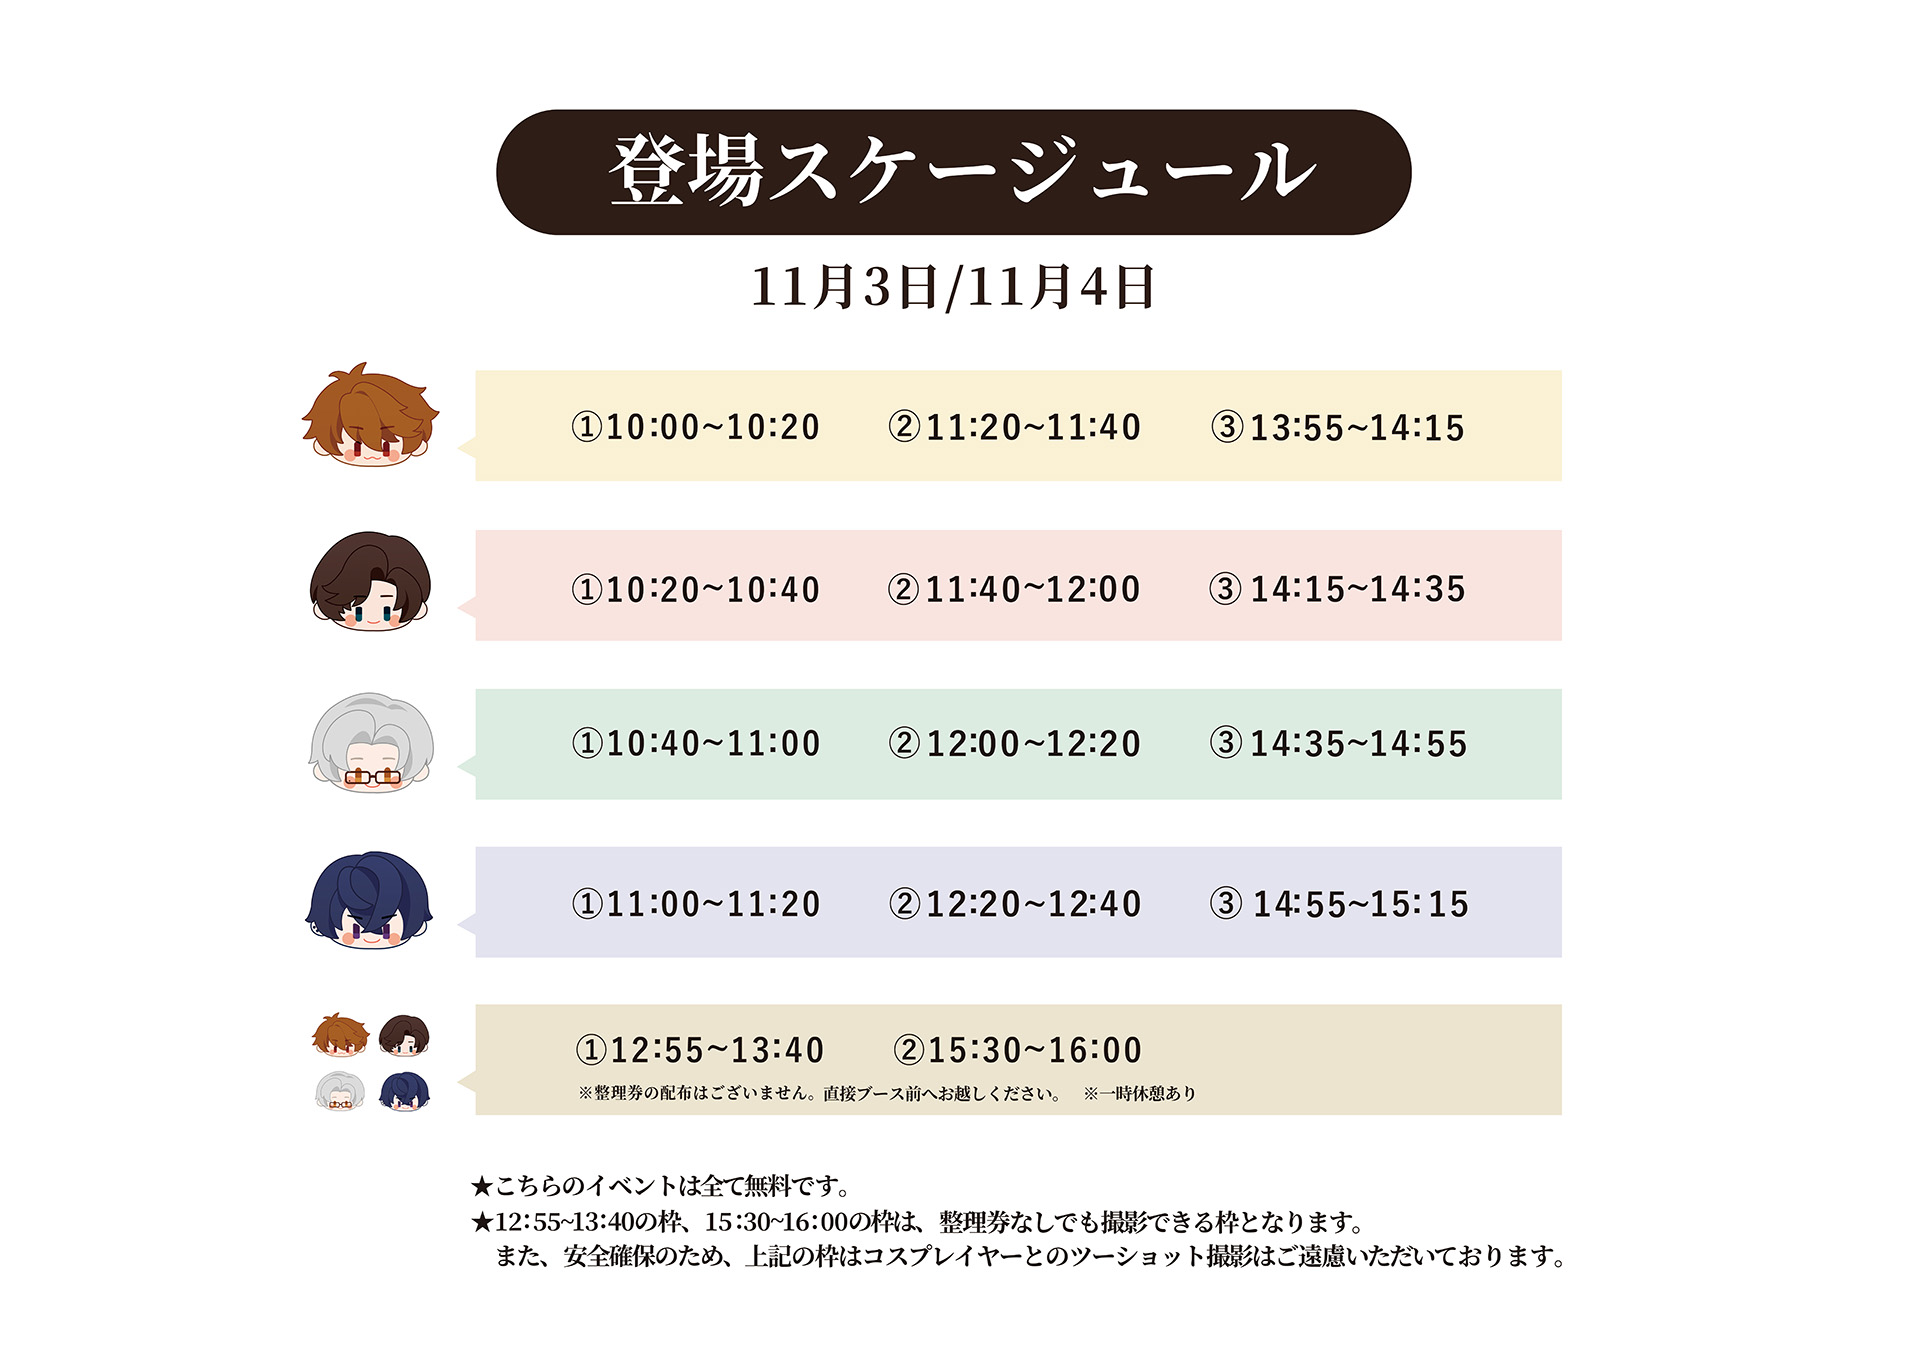 登場スケージュール
11月3日/11月4日
①10:00~10:20 ②11:20~11:40 ③13:55~14:15
①10:20~10:40 ②11:40~12:00 ③14:15~14:35
①10:40~11:00 ②12:00~12:20 ③14:35~14:55
①11:00~11:20 ②12:20~12:40 ③14:55~15:15
①12:55~13:40 ②15:30~16:00
※整理券の配布はございません。直接ブース前へお越しください。 ※一時休憩あり
★こちらのイベントは全て無料です。
★12:55~13:40の枠、15:30~16:00の枠は、整理券なしでも撮影できる枠となります。
また、安全確保のため、上記の枠はコスプレイヤーとのツーショット撮影はご遠慮いただいております。